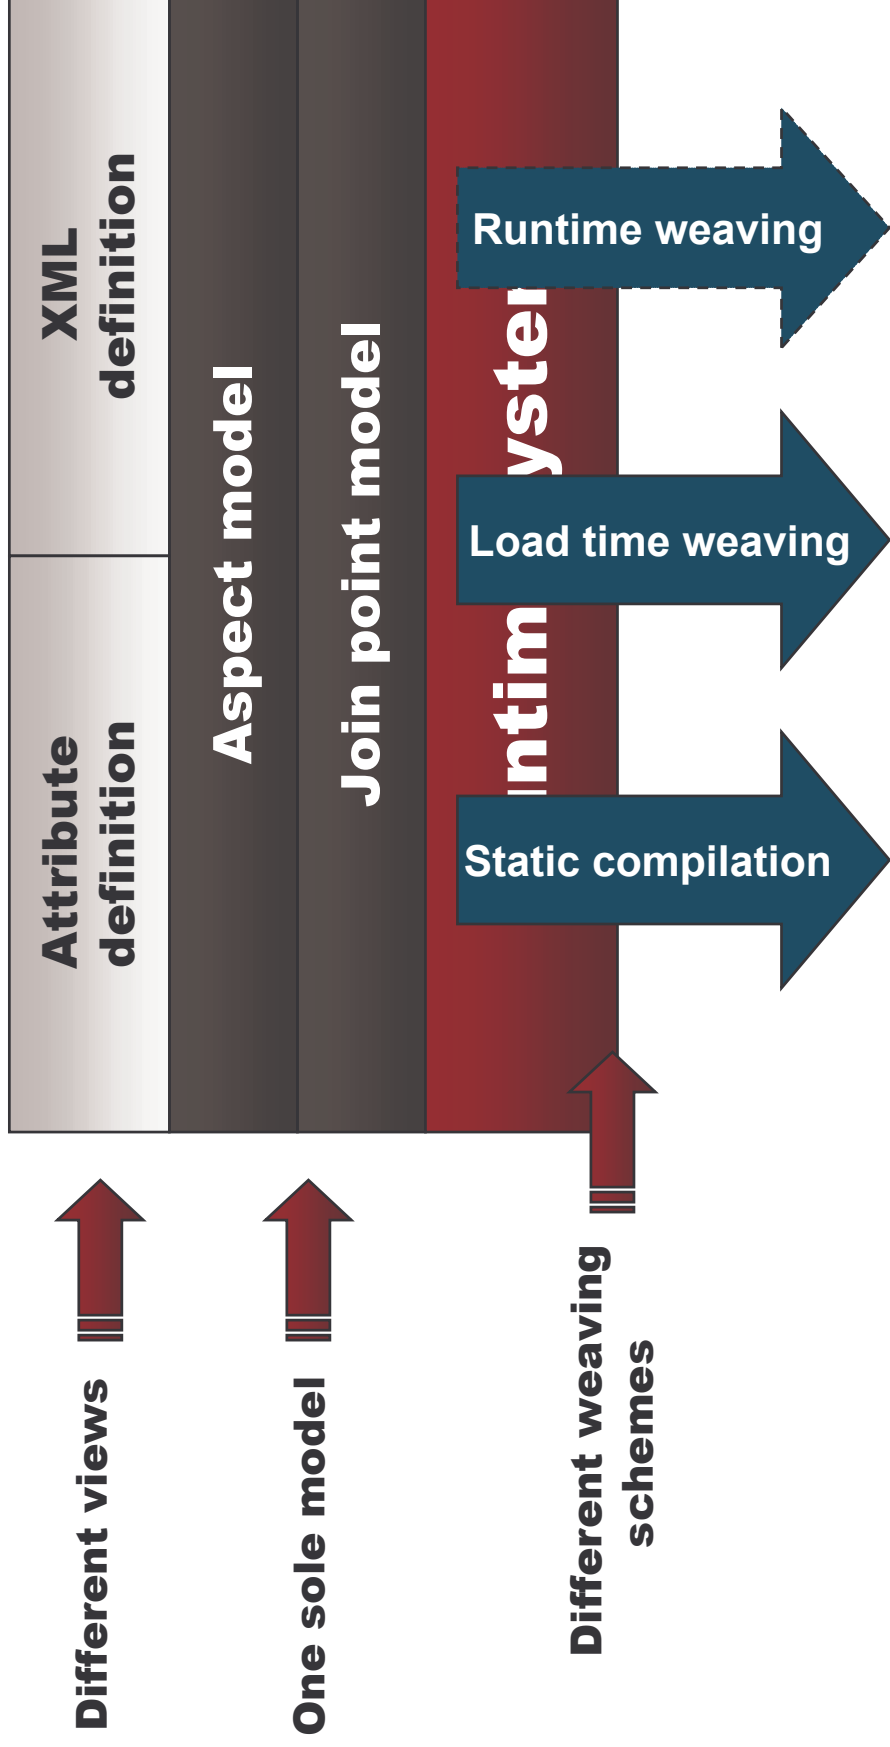 Different views
Attribute
definition
XML
definition
One sole model
Aspect model
Join point model
Different weaving
schemes
Static compilation
Load time weaving
Runtime weaving